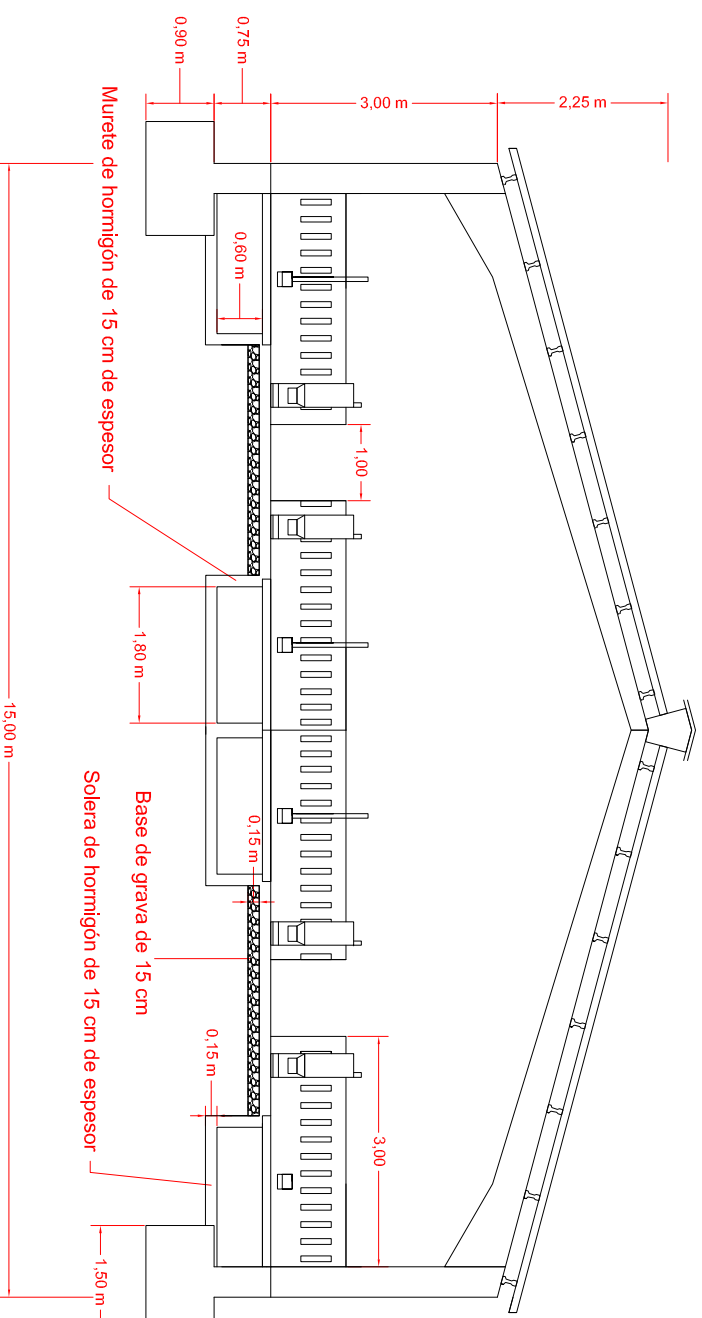 0,90 m
0,75 m
3,00 m
2,25 m
Murete de hormigón de 15 cm de espesor
0,60 m
1,00
1,80 m
15,00 m
0,15 m
Base de grava de 15 cm
Solera de hormigón de 15 cm de espesor
0,15 m
3,00
1,50 m